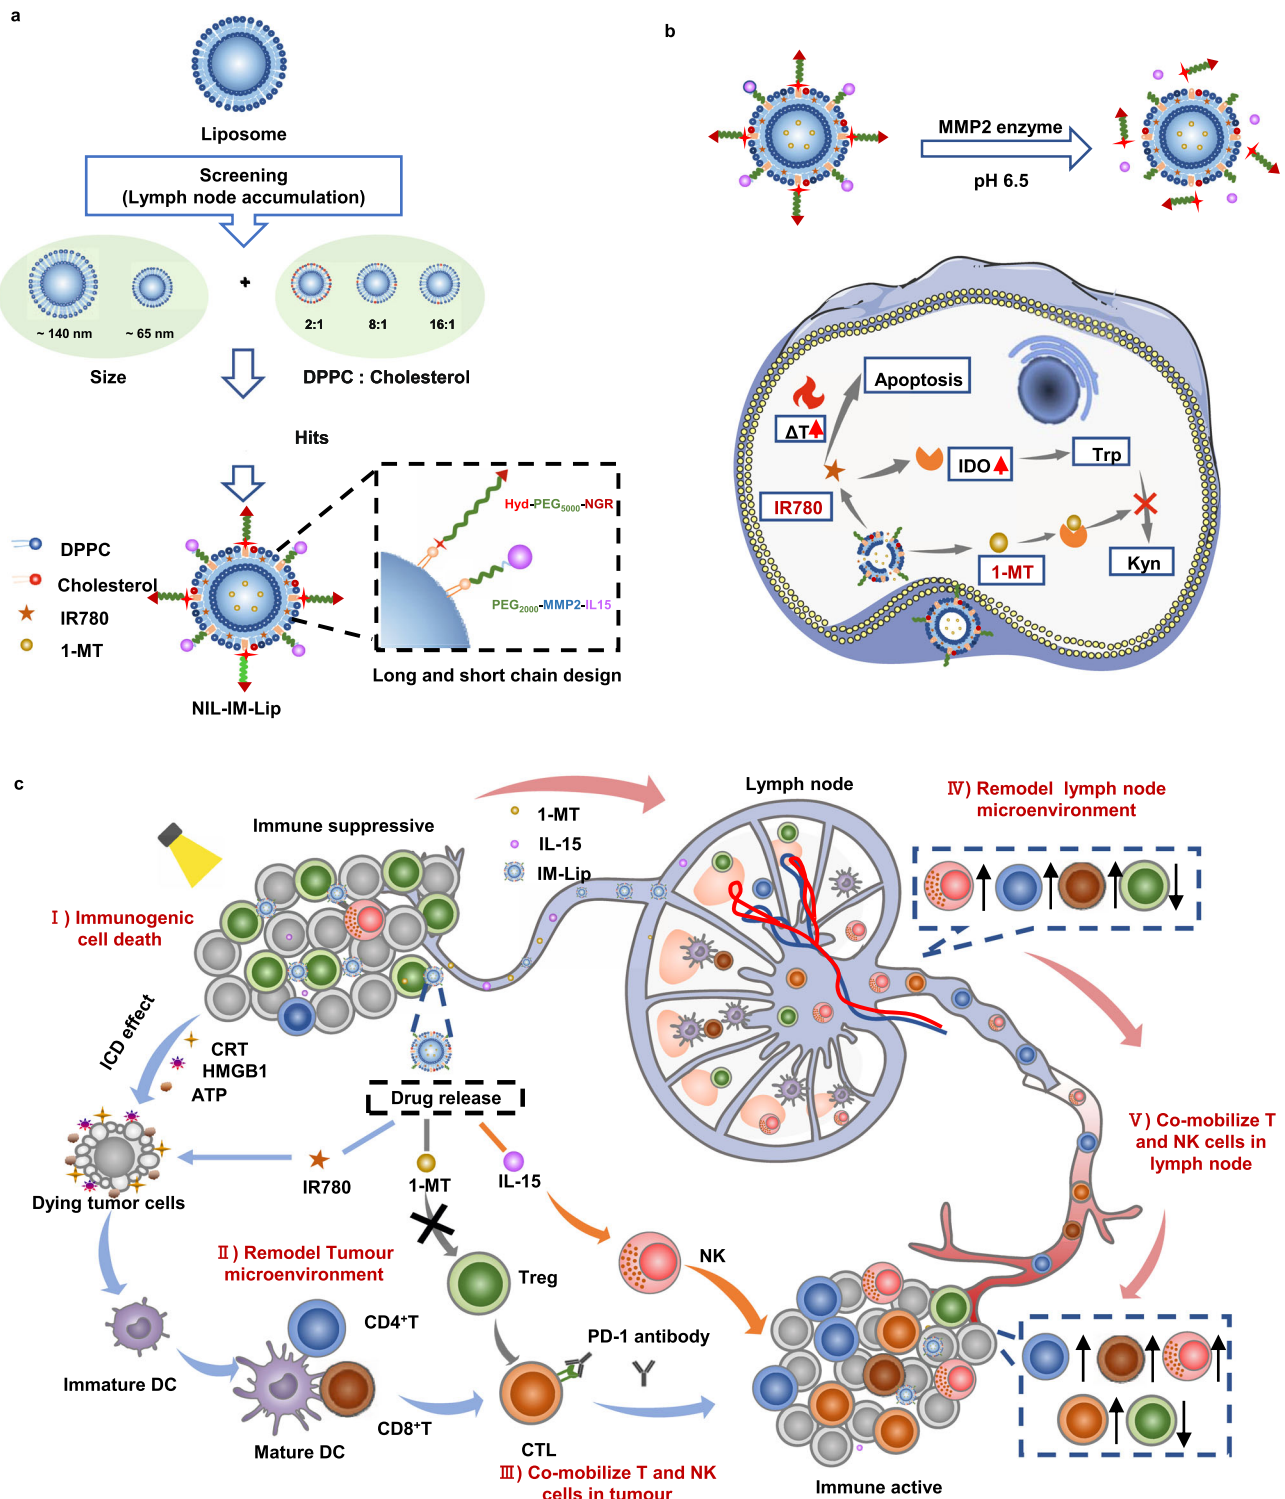 a
Liposome
Screening
(Lymph node accumulation)
~ 140 nm
~ 65 nm
+
2:1
8:1
16:1
Size
DPPC : Cholesterol
Hits
DPPC
Cholesterol
IR780
1-MT
Hyd-PEG5000-NGR
PEG2000-MMP2-IL15
Long and short chain design
NIL-IM-Lip
b
MMP2 enzyme
pH 6.5
Apoptosis
ΔT
IDO
Trp
IR780
1-MT
Kyn
c
Immune suppressive
1-MT
IL-15
IM-Lip
Lymph node
Ⅳ) Remodel lymph node
microenvironment
Ⅰ) Immunogenic
cell death
ICD effect
CRT
HMGB1
ATP
Drug release
Dying tumor cells
IR780
1-MT
IL-15
Ⅴ) Co-mobilize T
and NK cells in
lymph node
Ⅱ) Remodel Tumour
microenvironment
NK
Treg
CD4+T
PD-1 antibody
Immature DC
CD8+T
Mature DC
CTL
Ⅲ) Co-mobilize T and NK
cells in tumour
Immune active